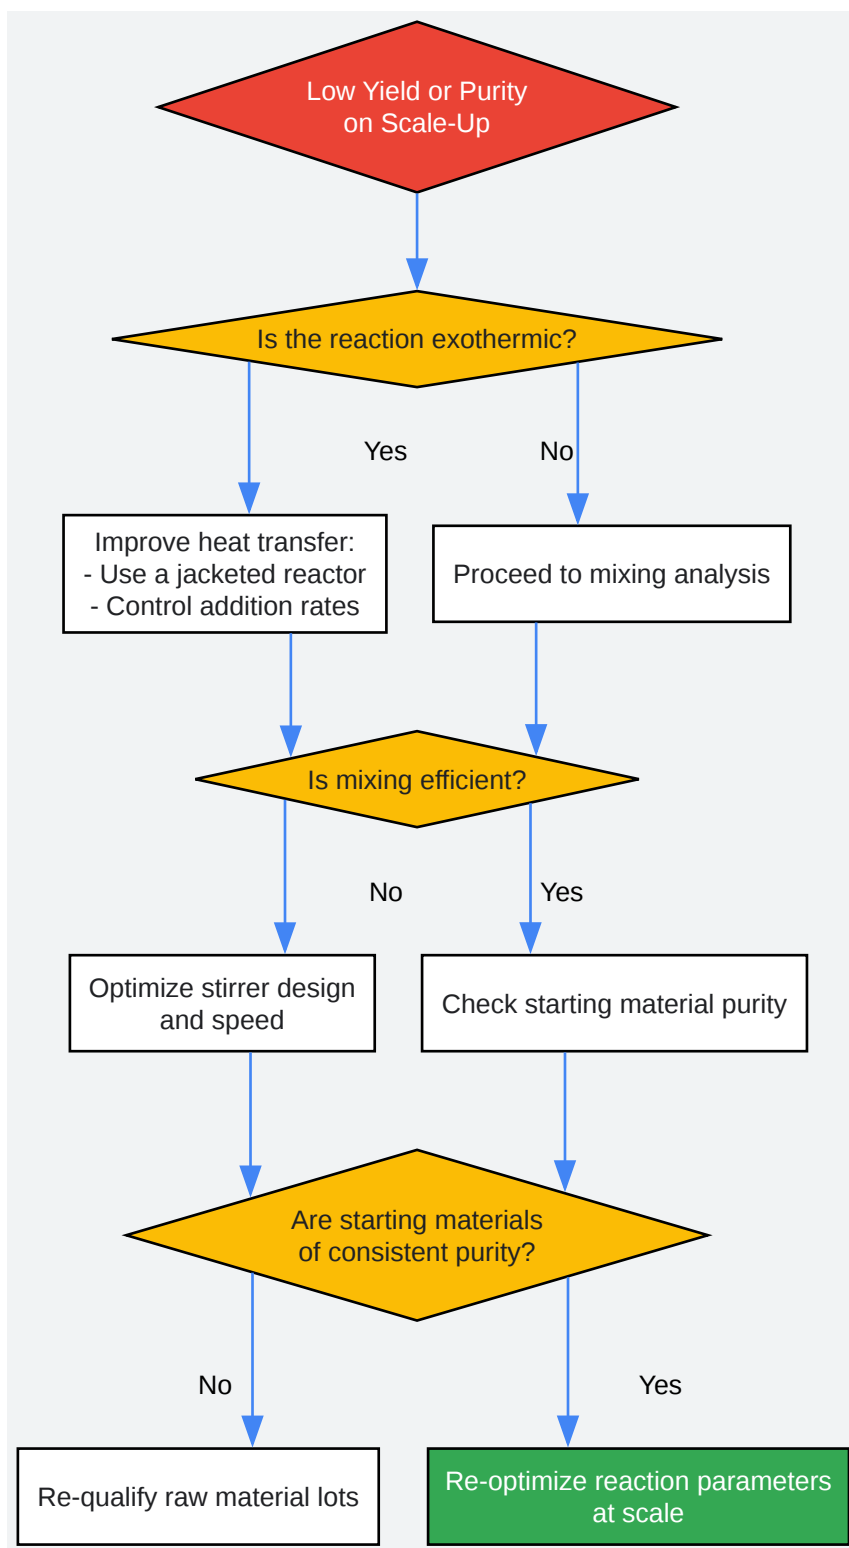 Low Yield or Purity
on Scale-Up
Is the reaction exothermic?
Yes
No
Improve heat transfer:
- Use a jacketed reactor
- Control addition rates
Proceed to mixing analysis
Is mixing efficient?
No
Yes
Optimize stirrer design
and speed
Check starting material purity
Are starting materials
of consistent purity?
No
Yes
Re-qualify raw material lots
Re-optimize reaction parameters
at scale